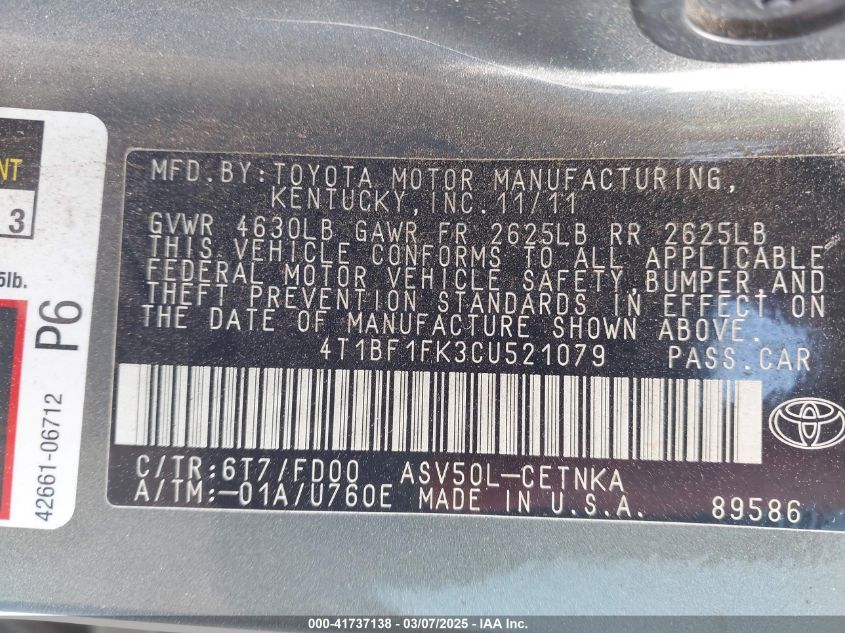 NT
3
5lb.
P6
42661-06712
MFD.BY:TOYOTA MOTOR MANUFACTURING,
KENTUCKY,INC.11/11
GVWR 4630LB GAWR FR 2625LB RR 2625LB
THIS VEHICLE CONFORMS TO ALL APPLICABLE
FEDERAL MOTOR VEHICLE SAFETY,BUMPER,AND
THEFT PREVENTION STANDARDS IN EFFECT ON
THE DATE OF MANUFACTURE SHOWN ABOVE.
4T1BF1FK3CU521079 PASS.CAR
C/TR:6T7/FD00 ASV50L-CETNKA
A/TM:-01A/U760E MADE IN U.S.A. 89586
000-41737138 - 03/07/2025 - IAA Inc.